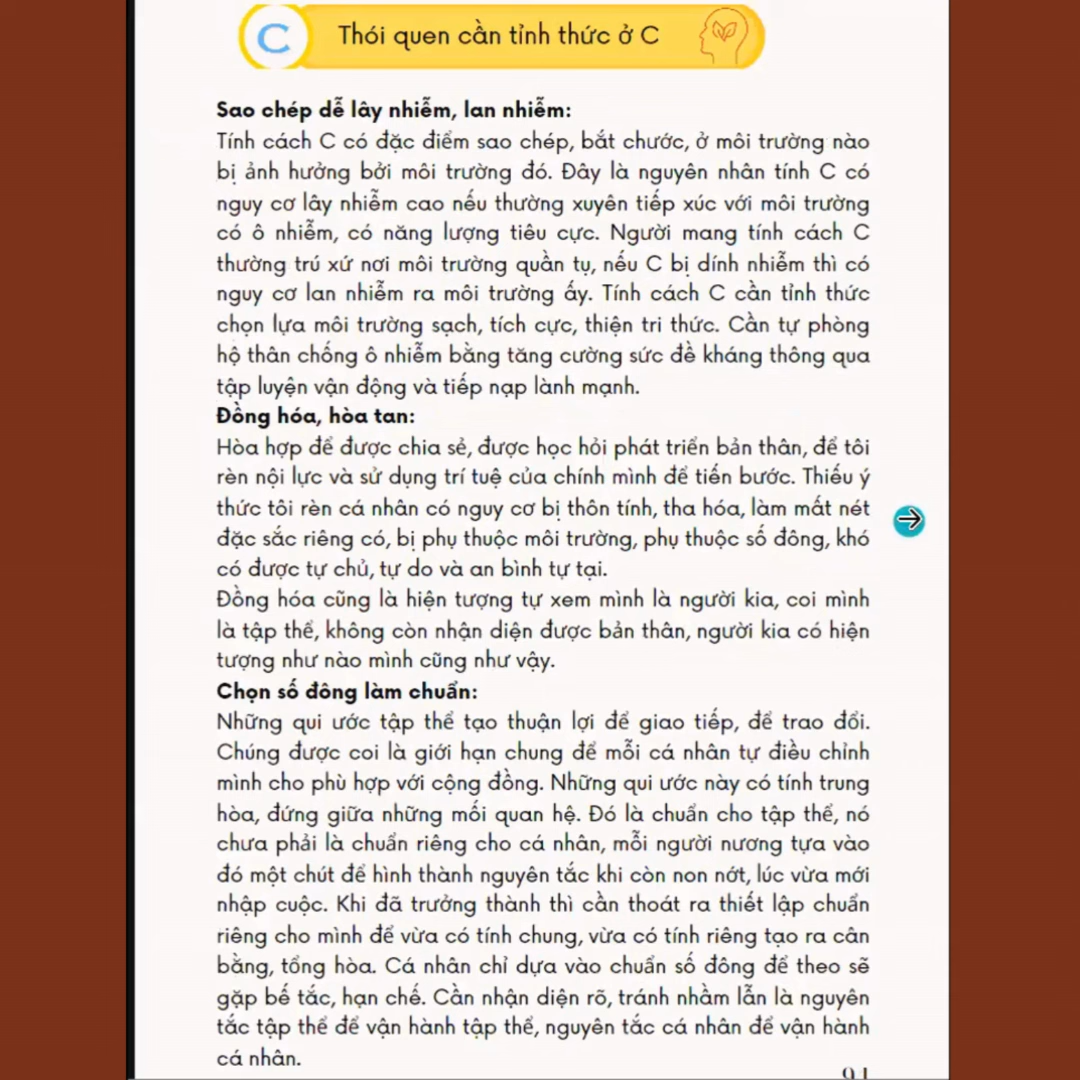 C
Thói quen cần tỉnh thức ở C
Sao chép dễ lây nhiễm, lan nhiễm:
Tính cách C có đặc điểm sao chép, bắt chước, ở môi trường nào
bị ảnh hưởng bởi môi trường đó. Đây là nguyên nhân tính C có
nguy cơ lây nhiễm cao nếu thường xuyên tiếp xúc với môi trường
có ô nhiễm, có năng lượng tiêu cực. Người mang tính cách C
thường trú xứ nơi môi trường quần tụ, nếu C bị dính nhiễm thì có
nguy cơ lan nhiễm ra môi trường ấy. Tính cách C cần tỉnh thức
chọn lựa môi trường sạch, tích cực, thiện tri thức. Cần tự phòng
hộ thân chống ô nhiễm bằng tăng cường sức đề kháng thông qua
tập luyện vận động và tiếp nạp lành mạnh.
Đồng hóa, hòa tan:
Hòa hợp để được chia sẻ, được học hỏi phát triển bản thân, để tôi
rèn nội lực và sử dụng trí tuệ của chính mình để tiến bước. Thiếu ý
thức tôi rèn cá nhân có nguy cơ bị thôn tính, tha hóa, làm mất nét
đặc sắc riêng có, bị phụ thuộc môi trường, phụ thuộc số đông, khó
có được tự chủ, tự do và an bình tự tại.
Đồng hóa cũng là hiện tượng tự xem mình là người kia, coi mình
là tập thể, không còn nhận diện được bản thân, người kia có hiện
tượng như nào mình cũng như vậy.
Chọn số đông làm chuẩn:
Những qui ước tập thể tạo thuận lợi để giao tiếp, để trao đổi.
Chúng được coi là giới hạn chung để mỗi cá nhân tự điều chỉnh
mình cho phù hợp với cộng đồng. Những qui ước này có tính trung
hòa, đứng giữa những mối quan hệ. Đó là chuẩn cho tập thể, nó
chưa phải là chuẩn riêng cho cá nhân, mỗi người nương tựa vào
đó một chút để hình thành nguyên tắc khi còn non nớt, lúc vừa mới
nhập cuộc. Khi đã trưởng thành thì cần thoát ra thiết lập chuẩn
riêng cho mình để vừa có tính chung, vừa có tính riêng tạo ra cân
bằng, tổng hòa. Cá nhân chỉ dựa vào chuẩn số đông để theo sẽ
gặp bế tắc, hạn chế. Cần nhận diện rõ, tránh nhầm lẫn là nguyên
tắc tập thể để vận hành tập thể, nguyên tắc cá nhân để vận hành
cá nhân.